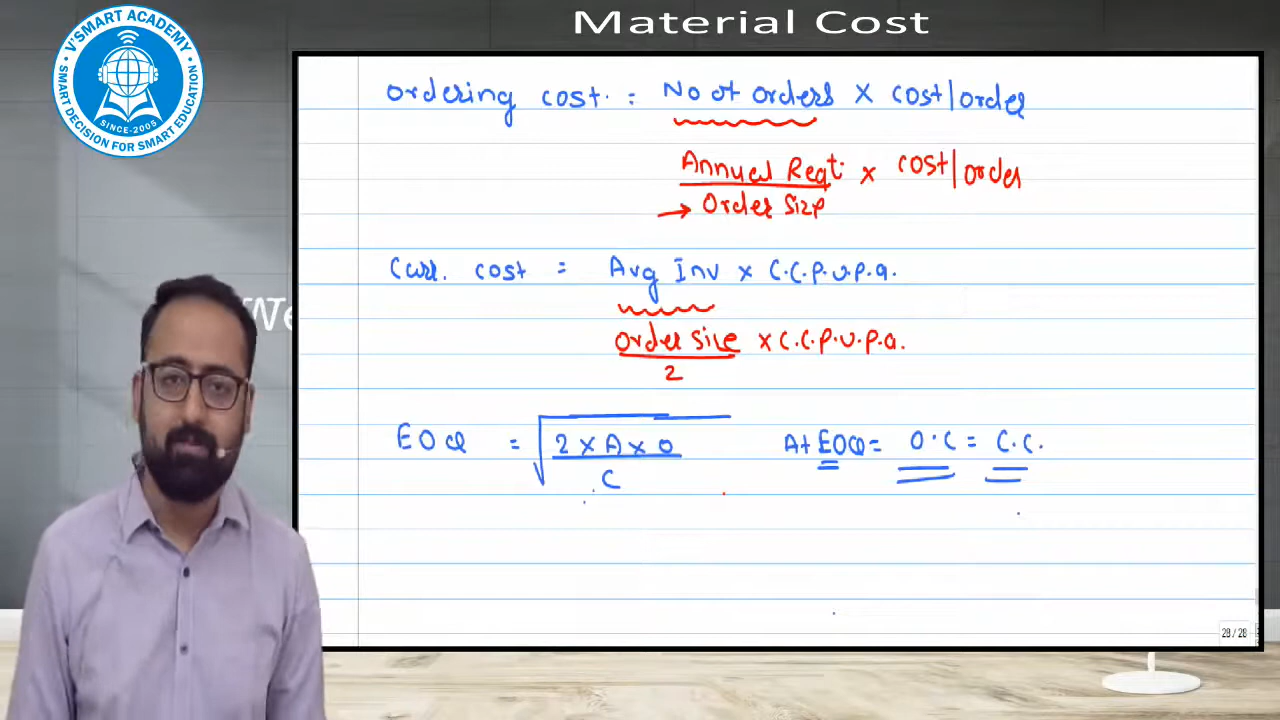 Material Cost
V'SMART ACADEMY
SINCE-2005
SMART DECISION FOR SMART EDUCATION
We
ordering cost. = No of orders × cost/order
Annual Reqt. × cost/order
→ Order Size
Carr. cost = Avg Inv × C.C.P.U.P.a.
order size × C.C.P.U.P.a.
2
EOQ = √ 2 × A × O At EOQ = O.C = C.C.
C
28/28